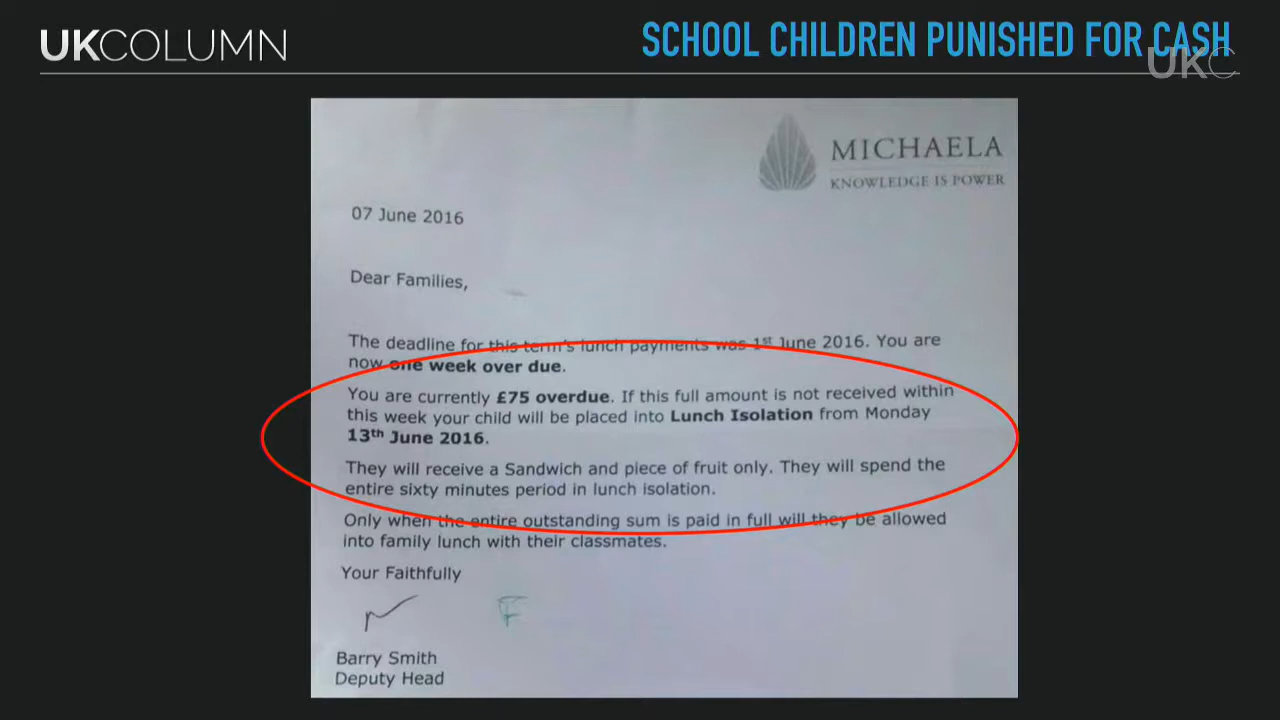 UKCOLUMN
SCHOOL CHILDREN PUNISHED FOR CASH
UKC
MICHAELA
KNOWLEDGE IS POWER
07 June 2016
Dear Families,
The deadline for this term's lunch payments was 1st June 2016. You are
now one week over due.
You are currently £75 overdue. If this full amount is not received within
this week your child will be placed into Lunch Isolation from Monday
13th June 2016.
They will receive a Sandwich and piece of fruit only. They will spend the
entire sixty minutes period in lunch isolation.
Only when the entire outstanding sum is paid in full will they be allowed
into family lunch with their classmates.
Your Faithfully
F
Barry Smith
Deputy Head